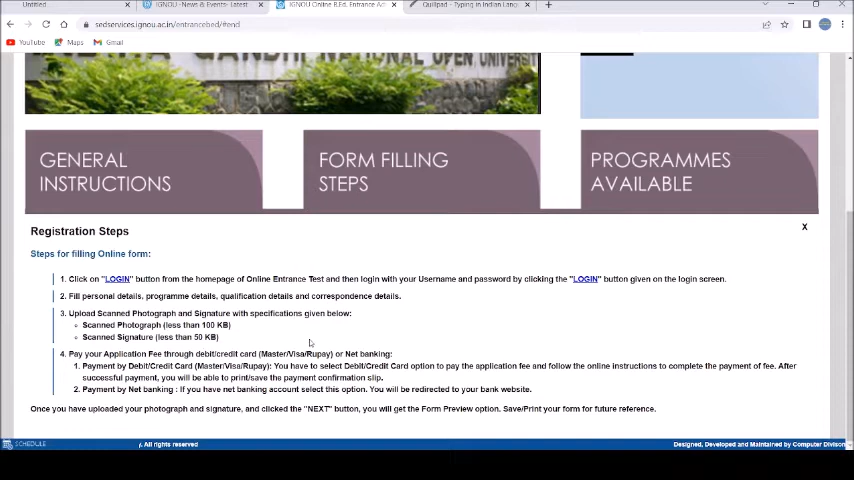 Untitled
IGNOU - News & Events- Latest
IGNOU Online B.Ed. Entrance Ad
Quillpad - Typing in Indian Lang
sedservices.ignou.ac.in/entrancebed/#end
YouTube Maps Gmail
GANDHI NATIONAL OPEN UNIVERSITY
GENERAL
INSTRUCTIONS
FORM FILLING
STEPS
PROGRAMMES
AVAILABLE
Registration Steps
X
Steps for filling Online form:
1. Click on "LOGIN" button from the homepage of Online Entrance Test and then login with your Username and password by clicking the "LOGIN" button given on the login screen.
2. Fill personal details, programme details, qualification details and correspondence details.
3. Upload Scanned Photograph and Signature with specifications given below:
Scanned Photograph (less than 100 KB)
Scanned Signature (less than 50 KB)
4. Pay your Application Fee through debit/credit card (Master/Visa/Rupay) or Net banking:
1. Payment by Debit/Credit Card (Master/Visa/Rupay): You have to select Debit/Credit Card option to pay the application fee and follow the online instructions to complete the payment of fee. After
successful payment, you will be able to print/save the payment confirmation slip.
2. Payment by Net banking : If you have net banking account select this option. You will be redirected to your bank website.
Once you have uploaded your photograph and signature, and clicked the "NEXT" button, you will get the Form Preview option. Save/Print your form for future reference.
SCHEDULE
y. All rights reserved
Designed, Developed and Maintained by Computer Divison